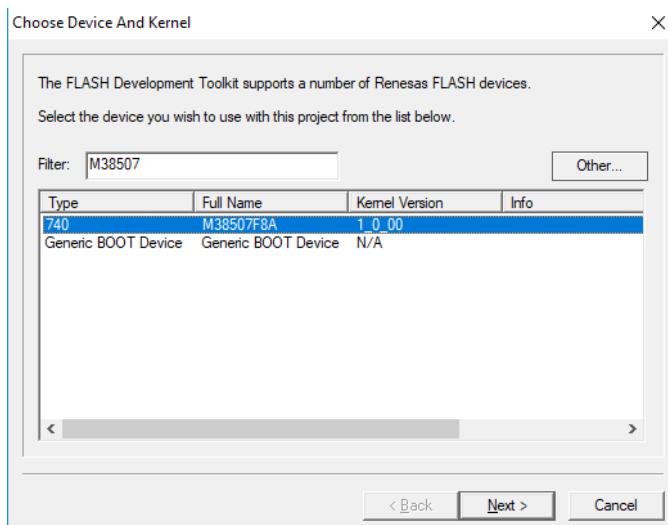 Choose Device And Kernel
The FLASH Development Toolkit supports a number of Renesas FLASH devices.
Select the device you wish to use with this project from the list below.
Filter: M38507 Other...
Type Full Name Kernel Version Info
740 M38507F8A 1_0_00
Generic BOOT Device Generic BOOT Device N/A
< Back Next > Cancel